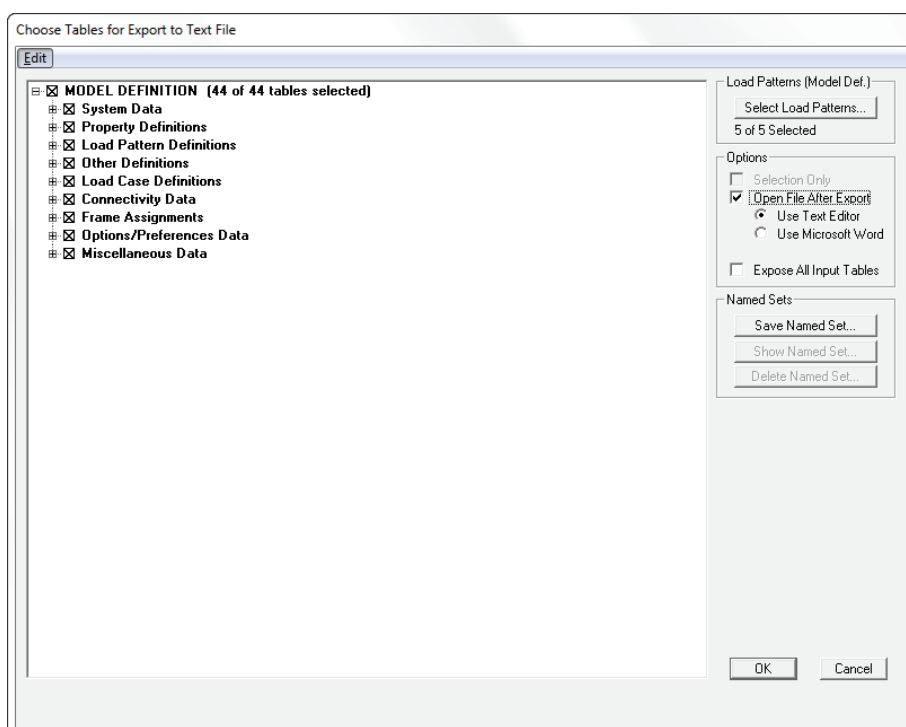 Choose Tables for Export to Text File
Edit
MODEL DEFINITION (44 of 44 tables selected)
System Data
Property Definitions
Load Pattern Definitions
Other Definitions
Load Case Definitions
Connectivity Data
Frame Assignments
Options/Preferences Data
Miscellaneous Data
Load Patterns (Model Def.)
Select Load Patterns...
5 of 5 Selected
Options
Selection Only
Open File After Export
Use Text Editor
Use Microsoft Word
Expose All Input Tables
Named Sets
Save Named Set...
Show Named Set...
Delete Named Set...
OK
Cancel